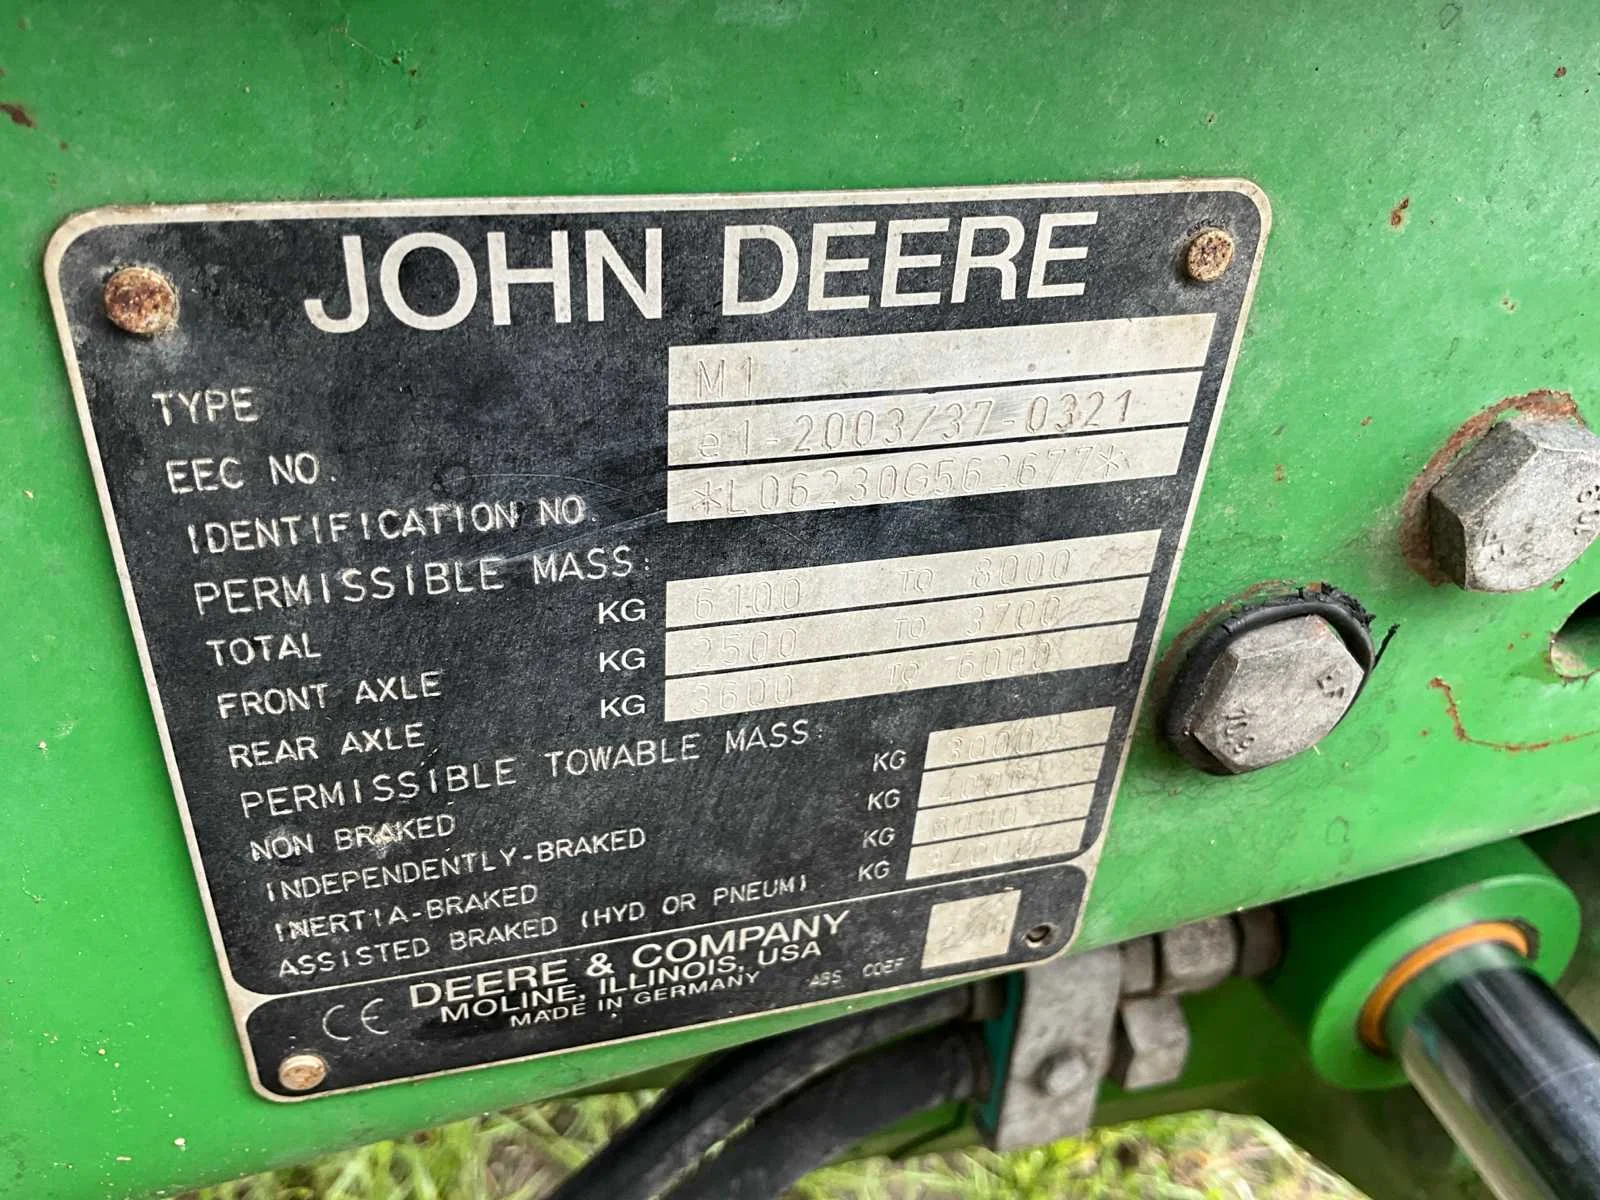 JOHN DEERE
TYPE M1
EEC NO. e1-2003/37-0321
IDENTIFICATION NO. *L06230G562677*
PERMISSIBLE MASS:
TOTAL KG 6100 TO 8000
FRONT AXLE KG 2500 TO 3700
REAR AXLE KG 3600 TO 6000
PERMISSIBLE TOWABLE MASS:
NON BRAKED KG 3000
INDEPENDENTLY-BRAKED KG
INERTIA-BRAKED KG 8000
ASSISTED BRAKED (HYD OR PNEUM) KG
CE DEERE & COMPANY
MOLINE, ILLINOIS, USA
MADE IN GERMANY
ABS. COEF
10.9